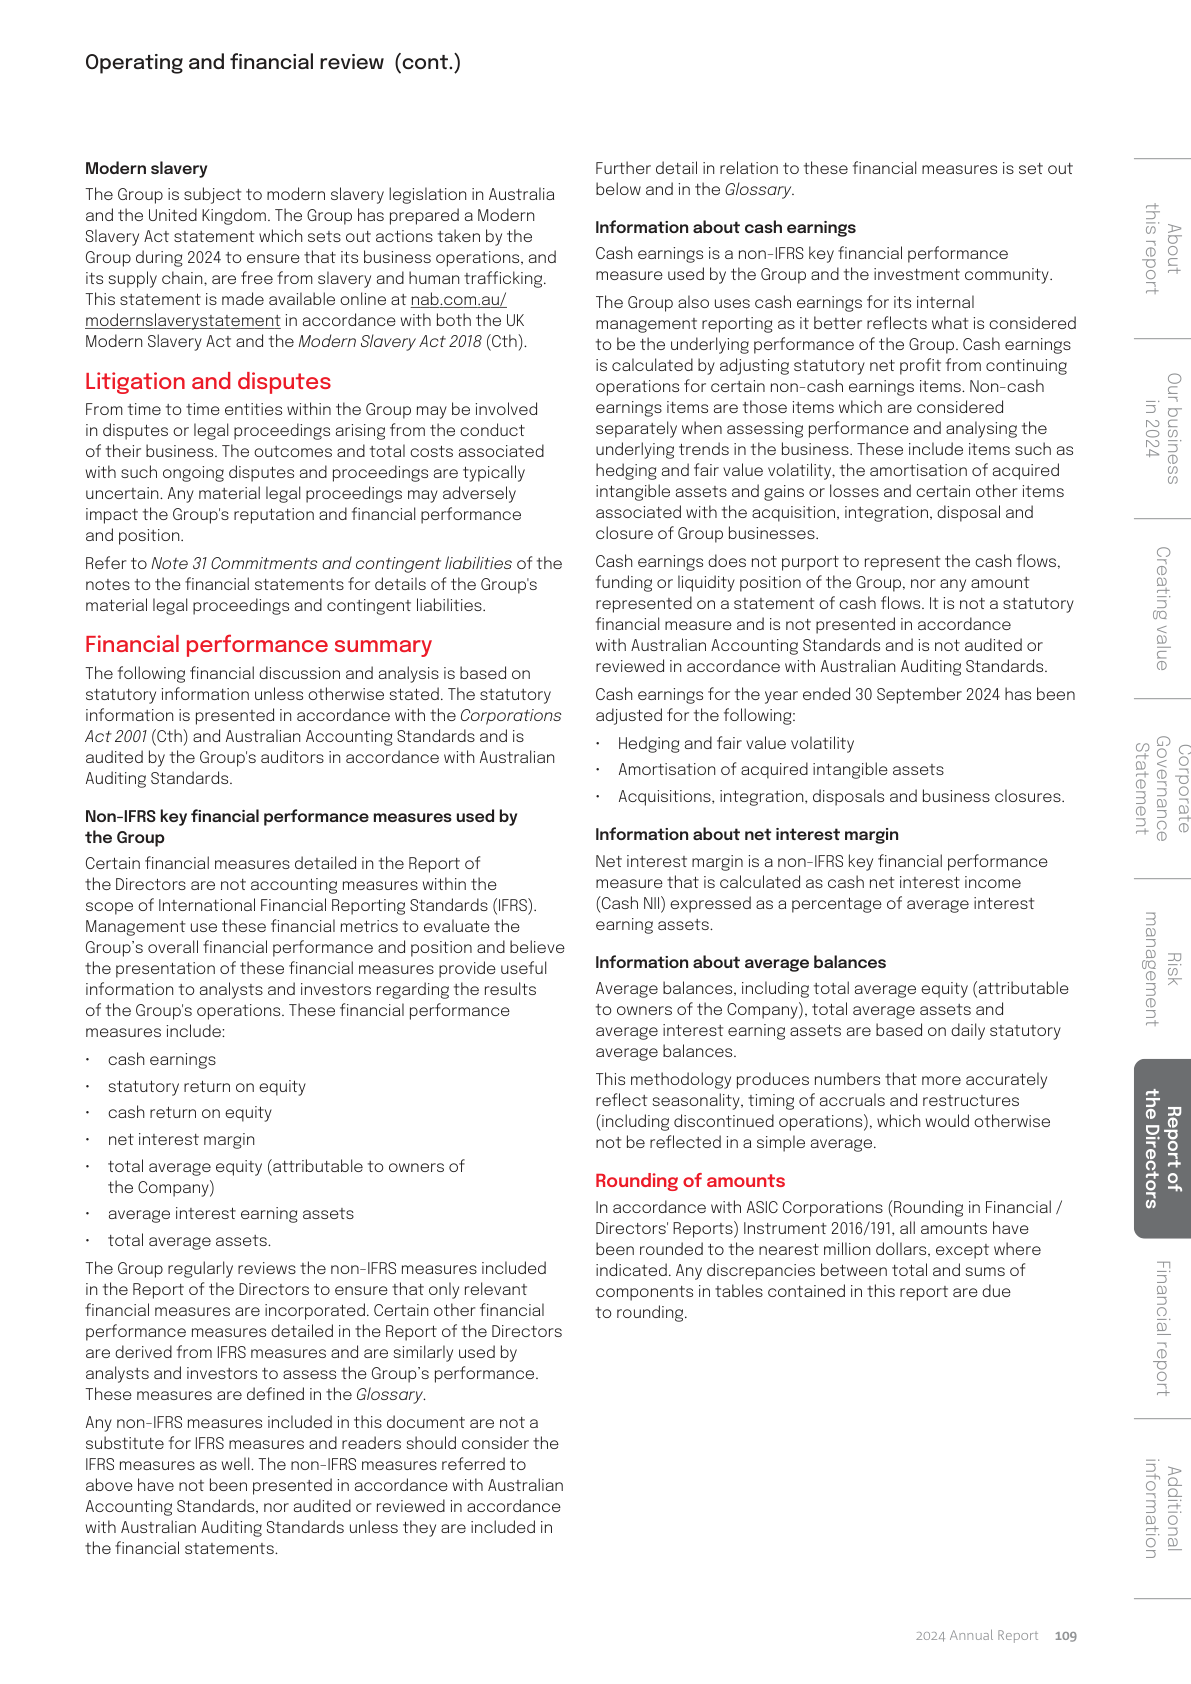 Operating and financial review (cont.)
Modern slavery
The Group is subject to modern slavery legislation in Australia
and the United Kingdom. The Group has prepared a Modern
Slavery Act statement which sets out actions taken by the
Group during 2024 to ensure that its business operations, and
its supply chain, are free from slavery and human trafficking.
This statement is made available online at nab.com.au/
modernslaverystatement in accordance with both the UK
Modern Slavery Act and the Modern Slavery Act 2018 (Cth).
Litigation and disputes
From time to time entities within the Group may be involved
in disputes or legal proceedings arising from the conduct
of their business. The outcomes and total costs associated
with such ongoing disputes and proceedings are typically
uncertain. Any material legal proceedings may adversely
impact the Group's reputation and financial performance
and position.
Refer to Note 31 Commitments and contingent liabilities of the
notes to the financial statements for details of the Group's
material legal proceedings and contingent liabilities.
Financial performance summary
The following financial discussion and analysis is based on
statutory information unless otherwise stated. The statutory
information is presented in accordance with the Corporations
Act 2001 (Cth) and Australian Accounting Standards and is
audited by the Group's auditors in accordance with Australian
Auditing Standards.
Non-IFRS key financial performance measures used by
the Group
Certain financial measures detailed in the Report of
the Directors are not accounting measures within the
scope of International Financial Reporting Standards (IFRS).
Management use these financial metrics to evaluate the
Group's overall financial performance and position and believe
the presentation of these financial measures provide useful
information to analysts and investors regarding the results
of the Group's operations. These financial performance
measures include:
• cash earnings
• statutory return on equity
• cash return on equity
• net interest margin
• total average equity (attributable to owners of
the Company)
• average interest earning assets
• total average assets.
The Group regularly reviews the non-IFRS measures included
in the Report of the Directors to ensure that only relevant
financial measures are incorporated. Certain other financial
performance measures detailed in the Report of the Directors
are derived from IFRS measures and are similarly used by
analysts and investors to assess the Group's performance.
These measures are defined in the Glossary.
Any non-IFRS measures included in this document are not a
substitute for IFRS measures and readers should consider the
IFRS measures as well. The non-IFRS measures referred to
above have not been presented in accordance with Australian
Accounting Standards, nor audited or reviewed in accordance
with Australian Auditing Standards unless they are included in
the financial statements.
Further detail in relation to these financial measures is set out
below and in the Glossary.
Information about cash earnings
Cash earnings is a non-IFRS key financial performance
measure used by the Group and the investment community.
The Group also uses cash earnings for its internal
management reporting as it better reflects what is considered
to be the underlying performance of the Group. Cash earnings
is calculated by adjusting statutory net profit from continuing
operations for certain non-cash earnings items. Non-cash
earnings items are those items which are considered
separately when assessing performance and analysing the
underlying trends in the business. These include items such as
hedging and fair value volatility, the amortisation of acquired
intangible assets and gains or losses and certain other items
associated with the acquisition, integration, disposal and
closure of Group businesses.
Cash earnings does not purport to represent the cash flows,
funding or liquidity position of the Group, nor any amount
represented on a statement of cash flows. It is not a statutory
financial measure and is not presented in accordance
with Australian Accounting Standards and is not audited or
reviewed in accordance with Australian Auditing Standards.
Cash earnings for the year ended 30 September 2024 has been
adjusted for the following:
• Hedging and fair value volatility
• Amortisation of acquired intangible assets
• Acquisitions, integration, disposals and business closures.
Information about net interest margin
Net interest margin is a non-IFRS key financial performance
measure that is calculated as cash net interest income
(Cash NII) expressed as a percentage of average interest
earning assets.
Information about average balances
Average balances, including total average equity (attributable
to owners of the Company), total average assets and
average interest earning assets are based on daily statutory
average balances.
This methodology produces numbers that more accurately
reflect seasonality, timing of accruals and restructures
(including discontinued operations), which would otherwise
not be reflected in a simple average.
Rounding of amounts
In accordance with ASIC Corporations (Rounding in Financial /
Directors' Reports) Instrument 2016/191, all amounts have
been rounded to the nearest million dollars, except where
indicated. Any discrepancies between total and sums of
components in tables contained in this report are due
to rounding.
About
this report
Our business
in 2024
Creating value
Corporate
Governance
Statement
Risk
management
Report of
the Directors
Financial report
Additional
information
2024 Annual Report 109